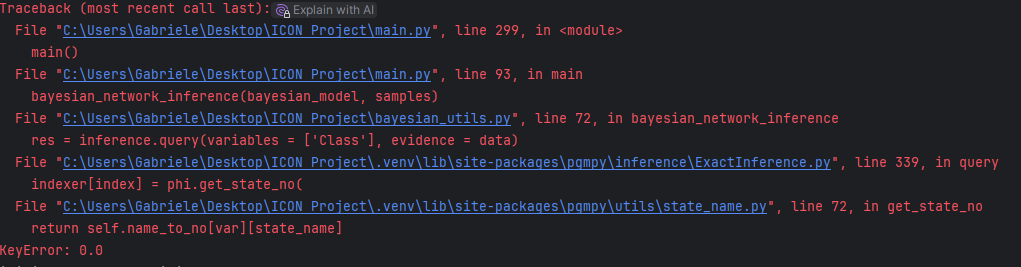 Traceback (most recent call last): Explain with AI
File "C:\Users\Gabriele\Desktop\ICON Project\main.py", line 299, in <module>
main()
File "C:\Users\Gabriele\Desktop\ICON Project\main.py", line 93, in main
bayesian_network_inference(bayesian_model, samples)
File "C:\Users\Gabriele\Desktop\ICON Project\bayesian_utils.py", line 72, in bayesian_network_inference
res = inference.query(variables = ['Class'], evidence = data)
File "C:\Users\Gabriele\Desktop\ICON Project\.venv\lib\site-packages\pgmpy\inference\ExactInference.py", line 339, in query
indexer[index] = phi.get_state_no(
File "C:\Users\Gabriele\Desktop\ICON Project\.venv\lib\site-packages\pgmpy\utils\state_name.py", line 72, in get_state_no
return self.name_to_no[var][state_name]
KeyError: 0.0